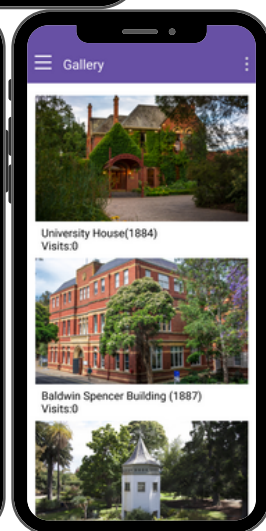 Gallery
University House(1884)
Visits:0
Baldwin Spencer Building (1887)
Visits:0